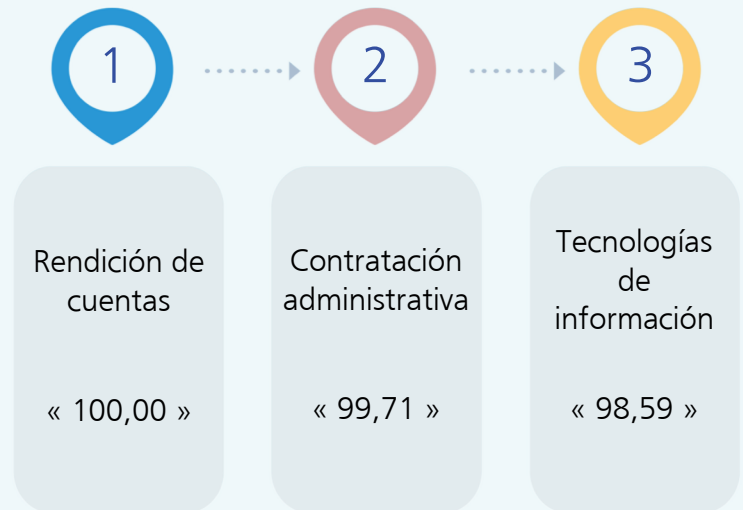 1
2
3
Rendición de
cuentas
« 100,00 »
Contratación
administrativa
« 99,71 »
Tecnologías
de
información
« 98,59 »